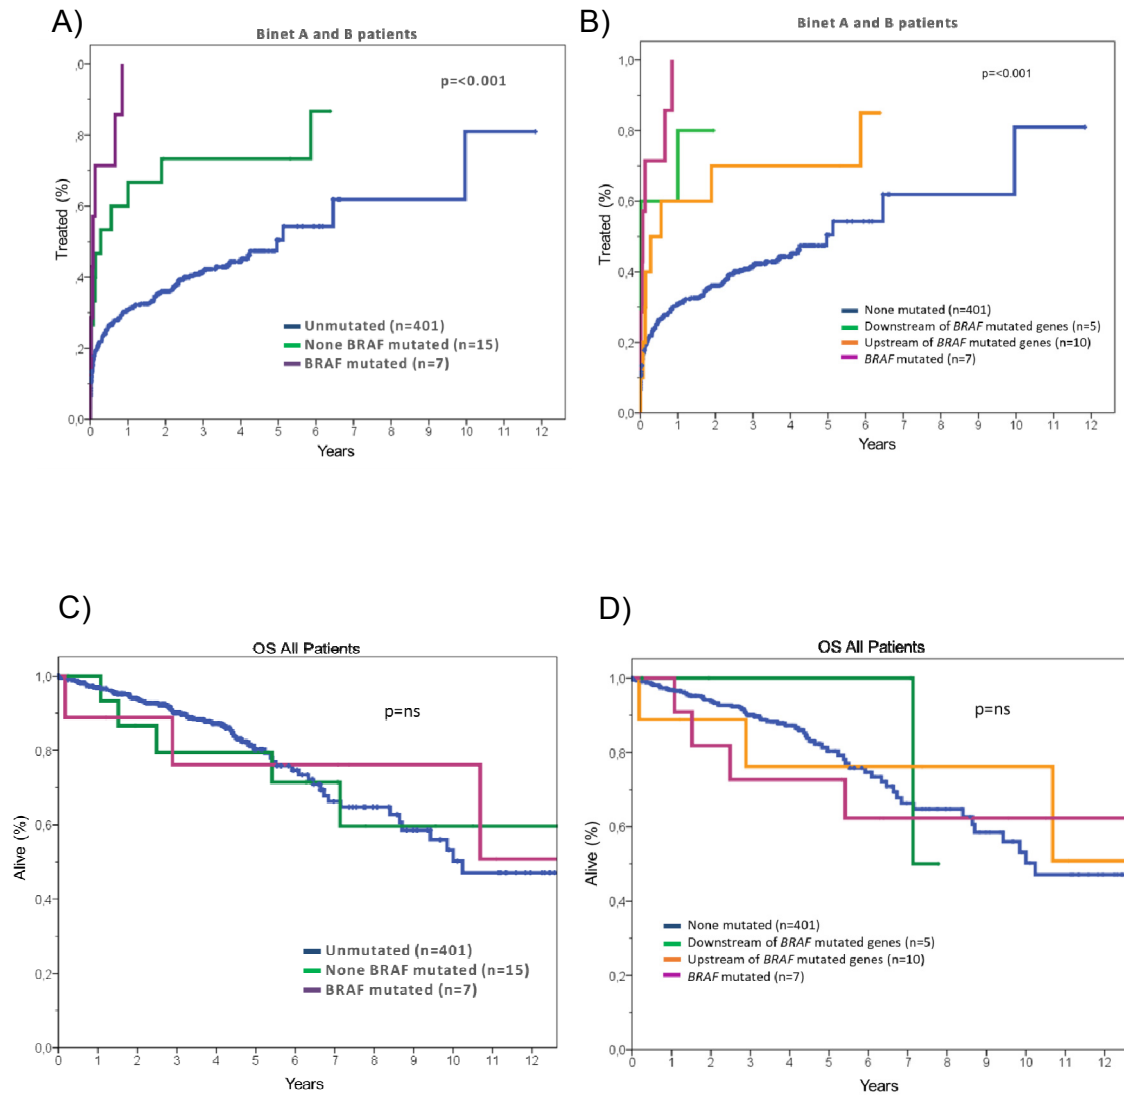 A)
Binet A and B patients
p=<0.001
,0
,8
,6
,4
,2
0,0
Treated (%)
Unmutated (n=401)
None BRAF mutated (n=15)
BRAF mutated (n=7)
0 1 2 3 4 5 6 7 8 9 10 11 12
Years
B)
Binet A and B patients
p=<0.001
1,0
0,8
0,6
0,4
0,2
0,0
Treated (%)
None mutated (n=401)
Downstream of BRAF mutated genes (n=5)
Upstream of BRAF mutated genes (n=10)
BRAF mutated (n=7)
0 1 2 3 4 5 6 7 8 9 10 11 12
Years
C)
OS All Patients
p=ns
1,0
0,8
0,6
0,4
0,2
0,0
Alive (%)
Unmutated (n=401)
None BRAF mutated (n=15)
BRAF mutated (n=7)
0 1 2 3 4 5 6 7 8 9 10 11 12
Years
D)
OS All Patients
p=ns
1,0
0,8
0,6
0,4
0,2
0,0
Alive (%)
None mutated (n=401)
Downstream of BRAF mutated genes (n=5)
Upstream of BRAF mutated genes (n=10)
BRAF mutated (n=7)
0 1 2 3 4 5 6 7 8 9 10 11 12
Years